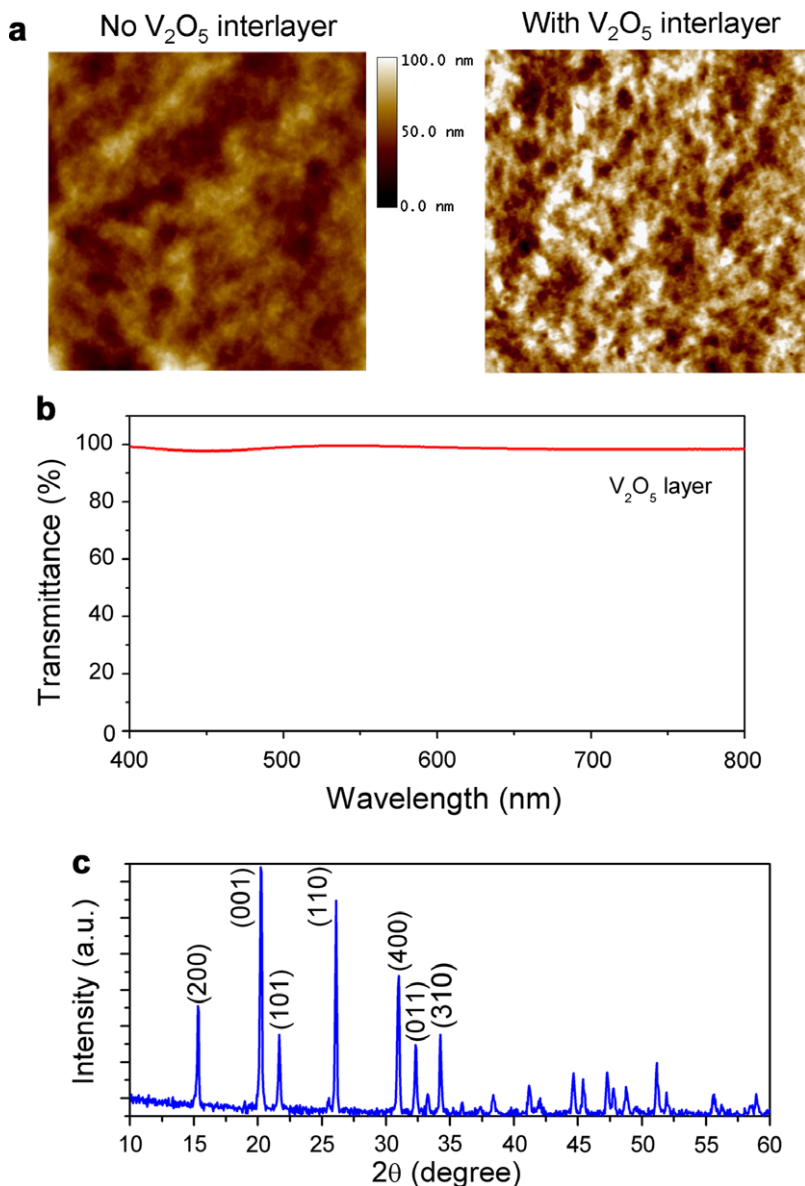 a
No V₂O₅ interlayer
With V₂O₅ interlayer
100.0 nm
50.0 nm
0.0 nm
b
100
80
60
40
20
0
Transmittance (%)
V₂O₅ layer
400 500 600 700 800
Wavelength (nm)
c
Intensity (a.u.)
(200)
(001)
(101)
(110)
(400)
(011)
(310)
10 15 20 25 30 35 40 45 50 55 60
2θ (degree)